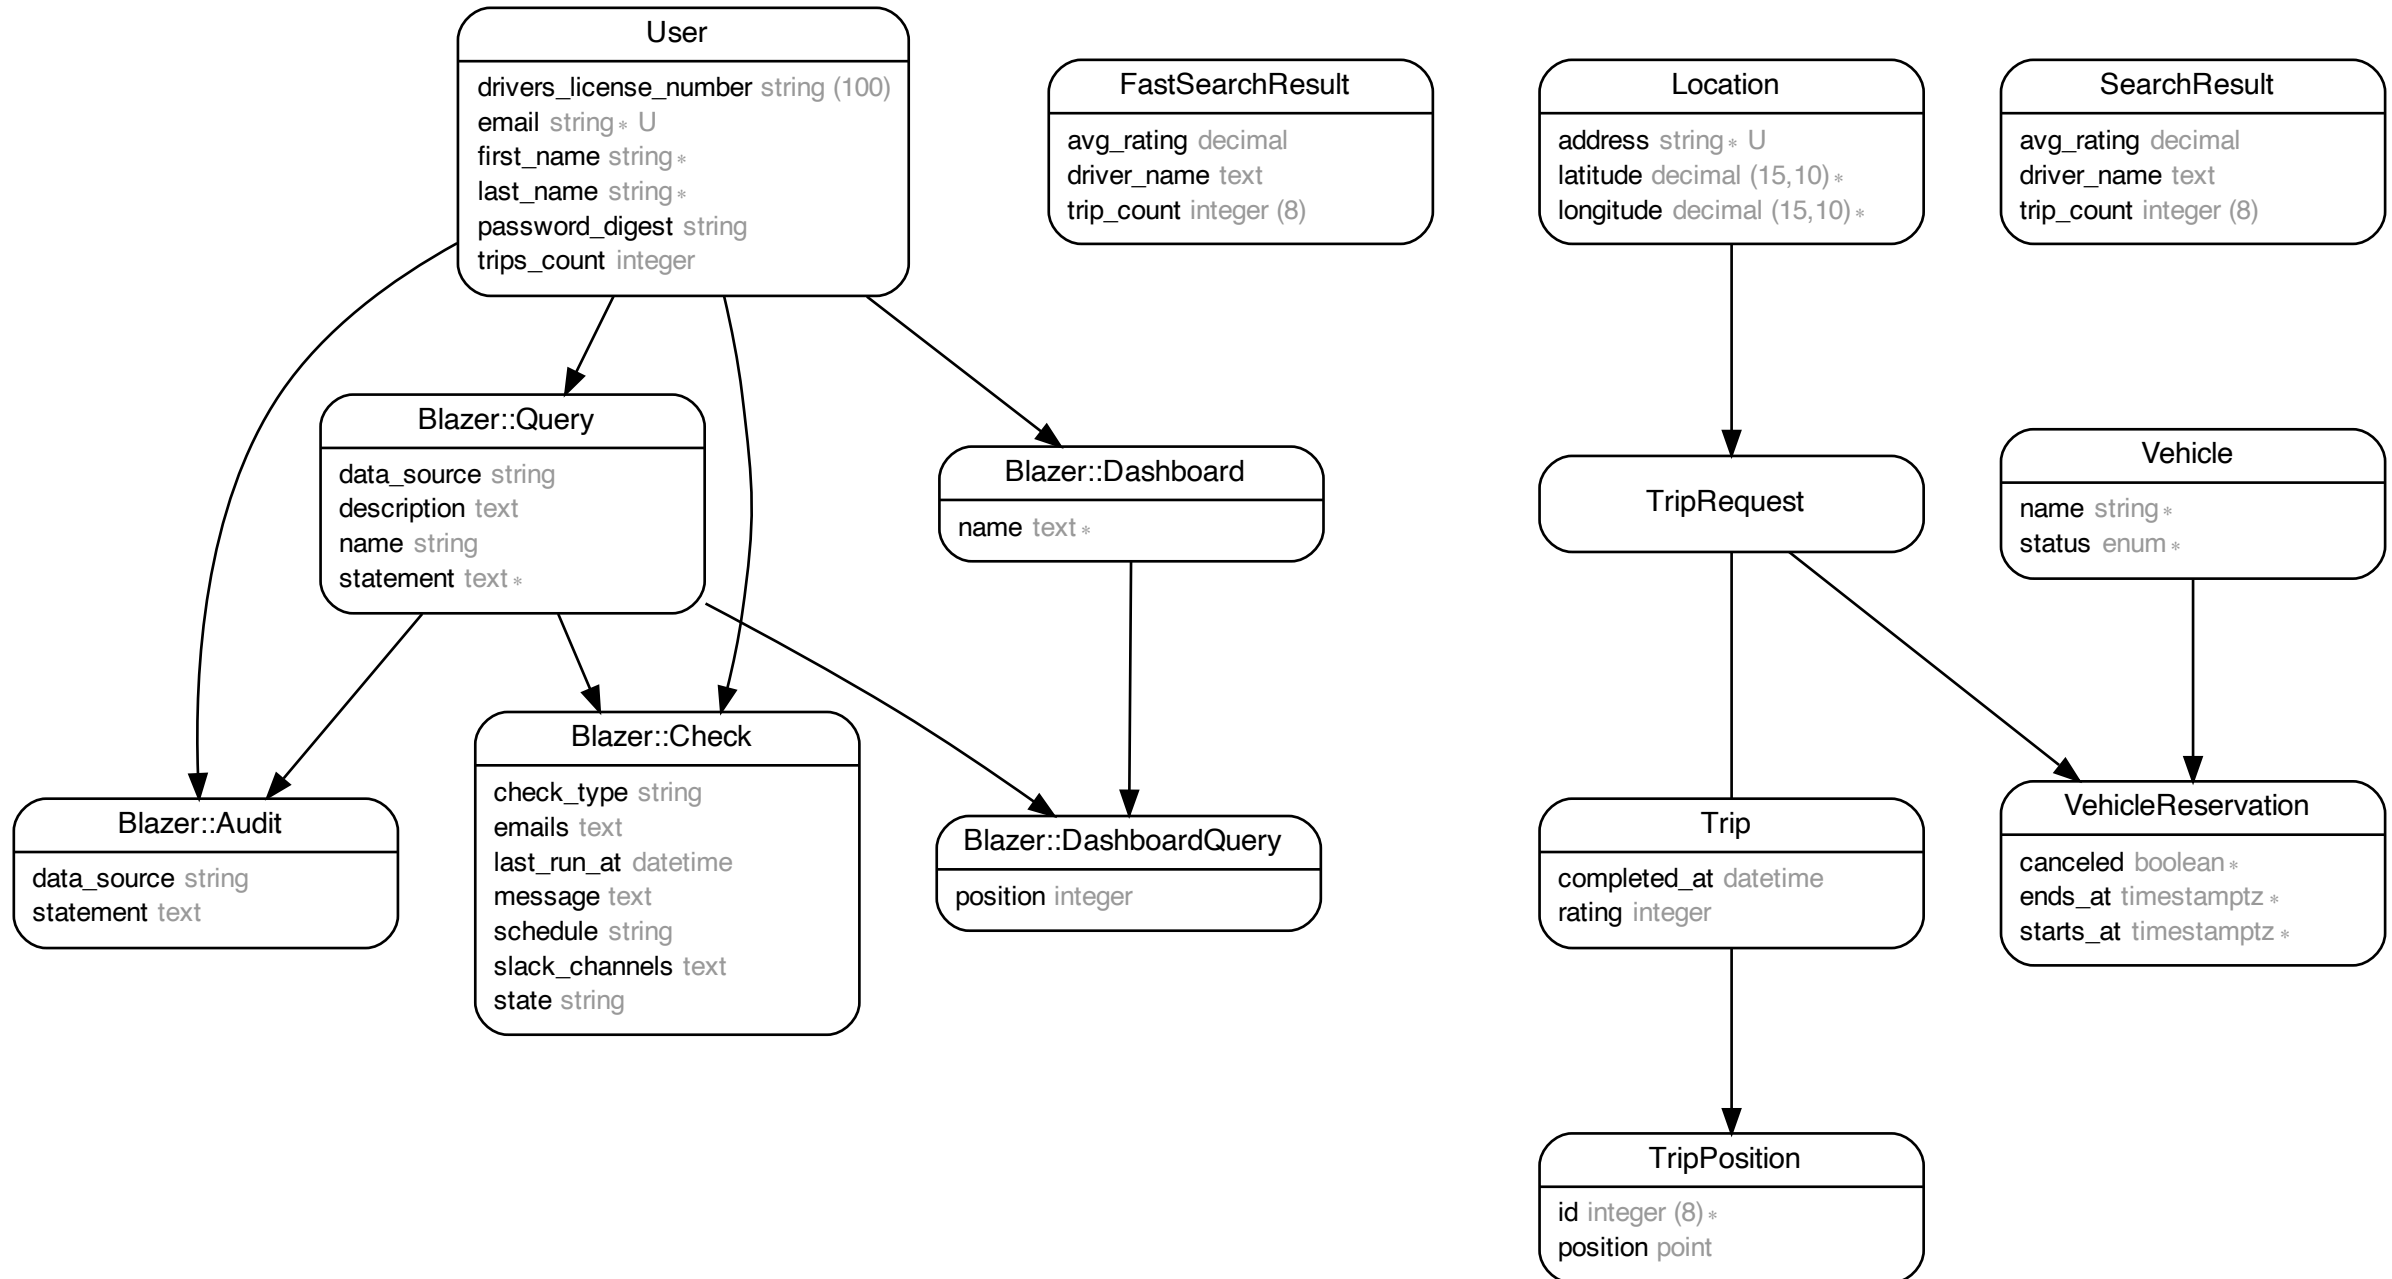 User
drivers_license_number string (100)
email string∗ U
first_name string∗
last_name string∗
password_digest string
trips_count integer
FastSearchResult
avg_rating decimal
driver_name text
trip_count integer (8)
Location
address string∗ U
latitude decimal (15,10)∗
longitude decimal (15,10)∗
SearchResult
avg_rating decimal
driver_name text
trip_count integer (8)
Blazer::Query
data_source string
description text
name string
statement text∗
Blazer::Dashboard
name text∗
TripRequest
Vehicle
name string∗
status enum∗
Blazer::Audit
data_source string
statement text
Blazer::Check
check_type string
emails text
last_run_at datetime
message text
schedule string
slack_channels text
state string
Blazer::DashboardQuery
position integer
Trip
completed_at datetime
rating integer
VehicleReservation
canceled boolean∗
ends_at timestamptz∗
starts_at timestamptz∗
TripPosition
id integer (8)∗
position point